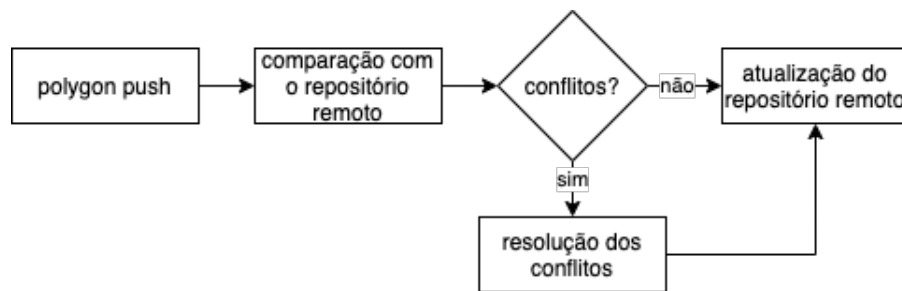 polygon push
comparação com
o repositório
remoto
conflitos?
não
atualização do
repositório remoto
sim
resolução dos
conflitos